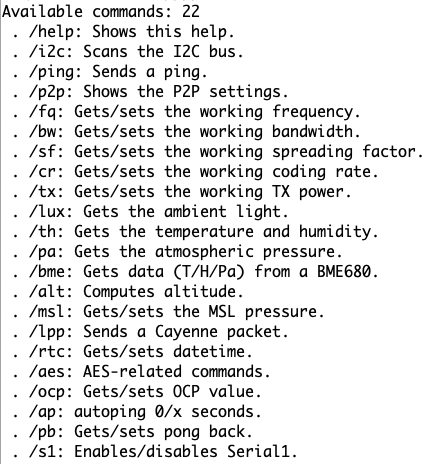 Available commands: 22
. /help: Shows this help.
. /i2c: Scans the I2C bus.
. /ping: Sends a ping.
. /p2p: Shows the P2P settings.
. /fq: Gets/sets the working frequency.
. /bw: Gets/sets the working bandwidth.
. /sf: Gets/sets the working spreading factor.
. /cr: Gets/sets the working coding rate.
. /tx: Gets/sets the working TX power.
. /lux: Gets the ambient light.
. /th: Gets the temperature and humidity.
. /pa: Gets the atmospheric pressure.
. /bme: Gets data (T/H/Pa) from a BME680.
. /alt: Computes altitude.
. /msl: Gets/sets the MSL pressure.
. /lpp: Sends a Cayenne packet.
. /rtc: Gets/sets datetime.
. /aes: AES-related commands.
. /ocp: Gets/sets OCP value.
. /ap: autoping 0/x seconds.
. /pb: Gets/sets pong back.
. /s1: Enables/disables Serial1.